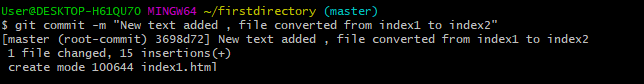 User@DESKTOP-H61QU7O MINGW64 ~/firstdirectory (master)
$ git commit -m "New text added , file converted from index1 to index2"
[master (root-commit) 3698d72] New text added , file converted from index1 to index2
 1 file changed, 15 insertions(+)
 create mode 100644 index1.html